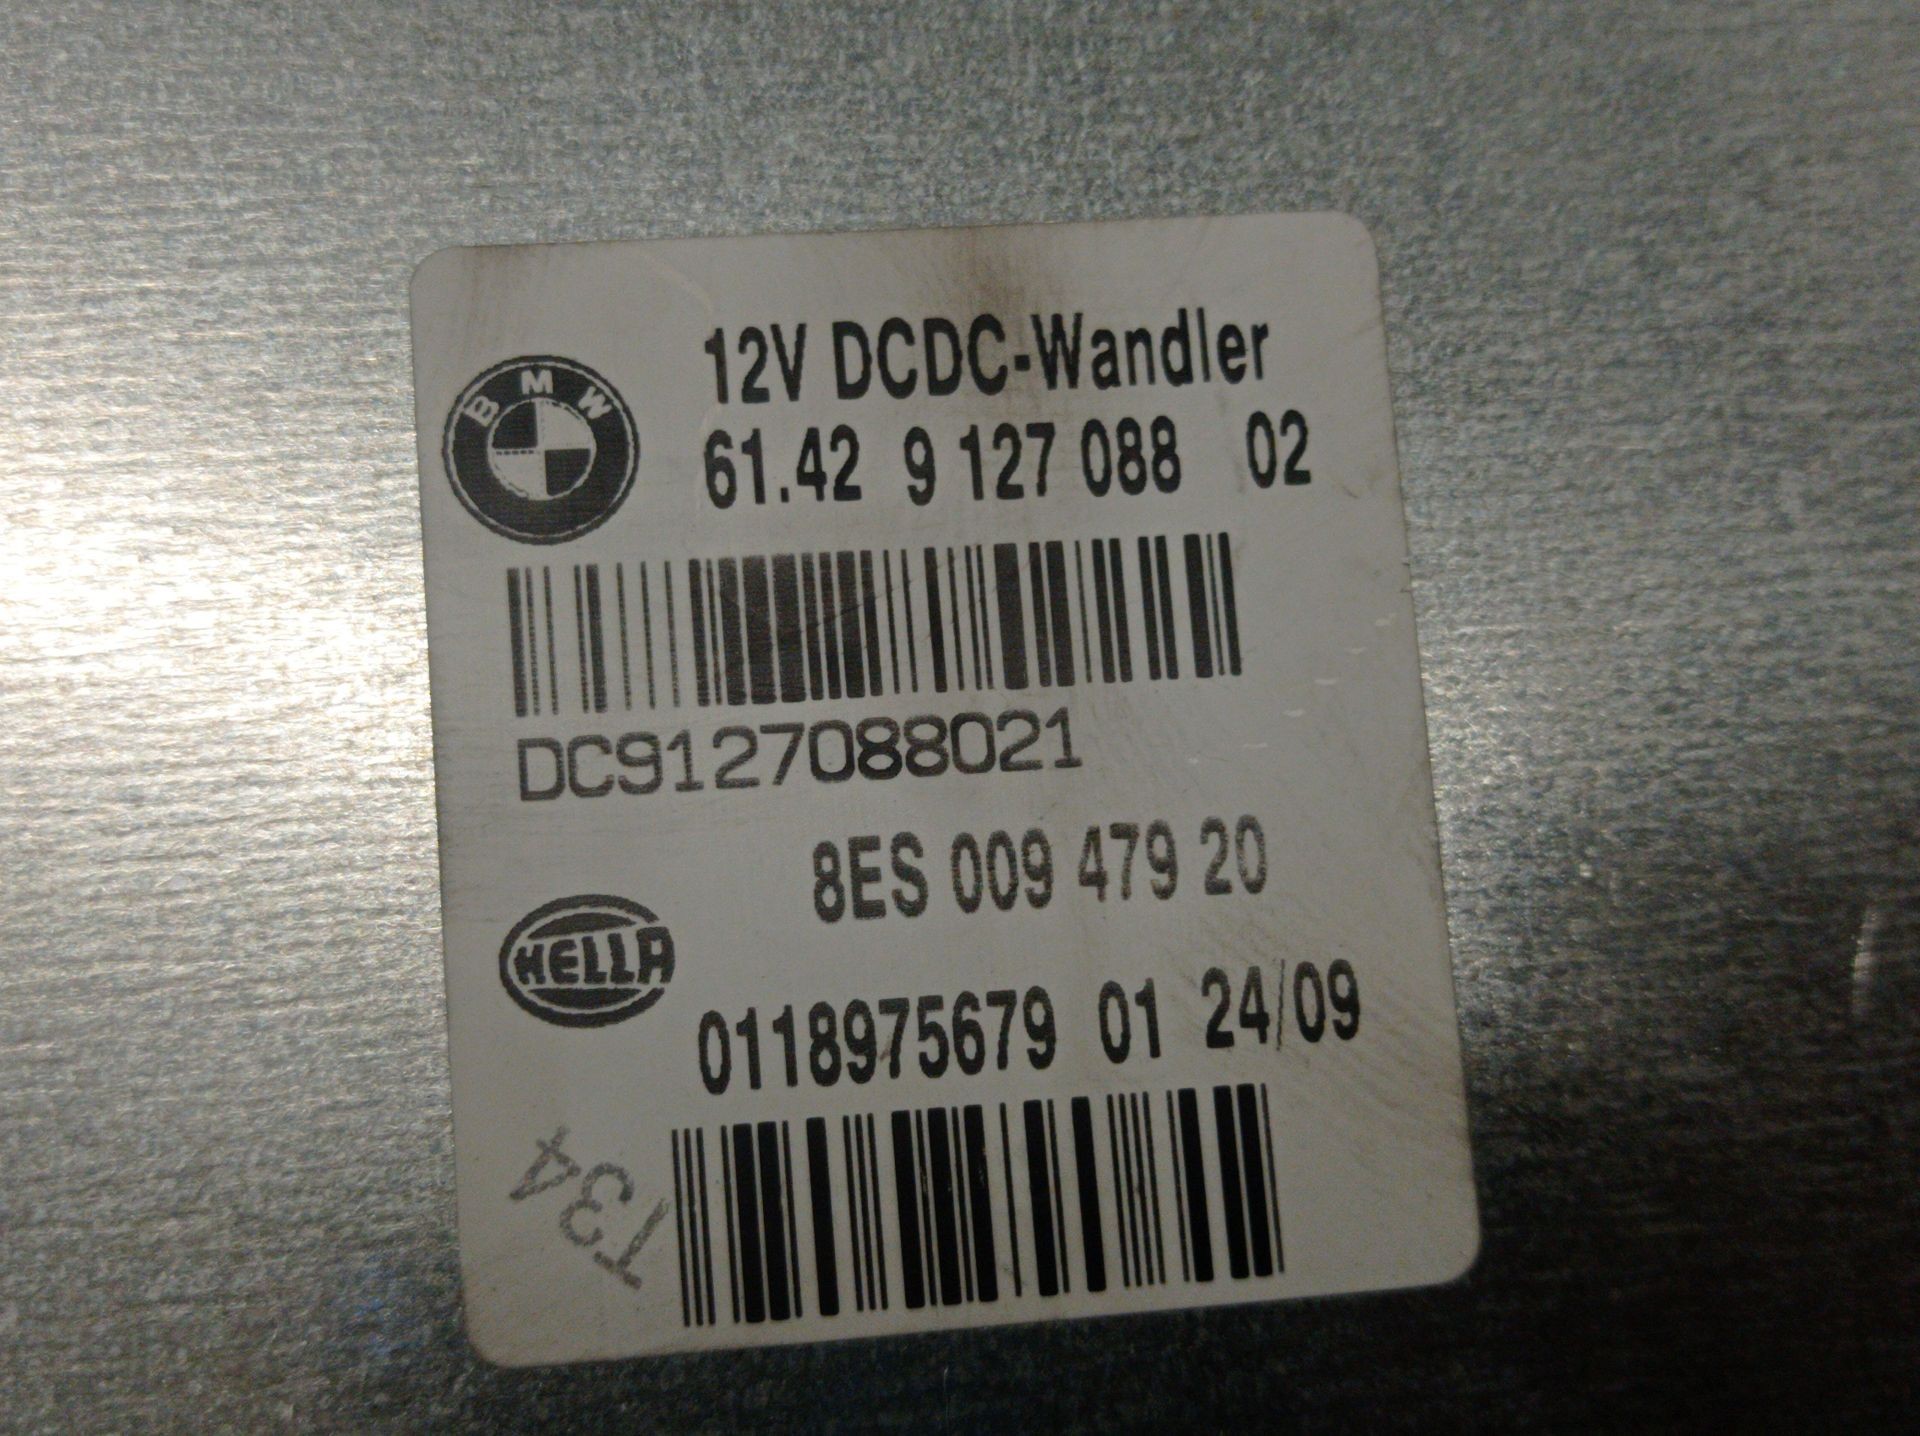 12V DCDC-Wandler
BMW
61.42 9 127 088 02
DC9127088021
8ES 009 479 20
HELLA
0118975679 01 24/09
T34